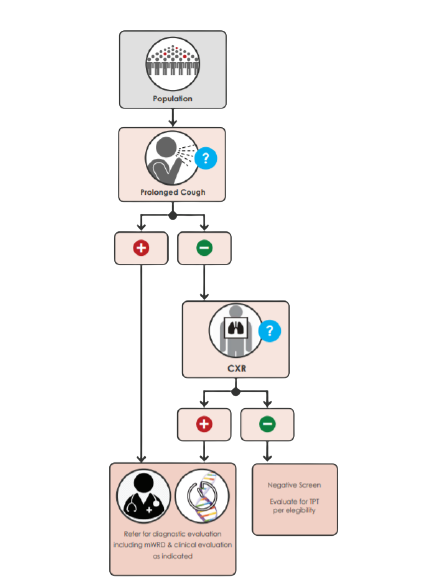 Population
?
Prolonged Cough
+
−
?
CXR
+
−
Refer for diagnostic evaluation
including mWRD & clinical evaluation
as indicated
Negative Screen
Evaluate for TPT
per elegibility